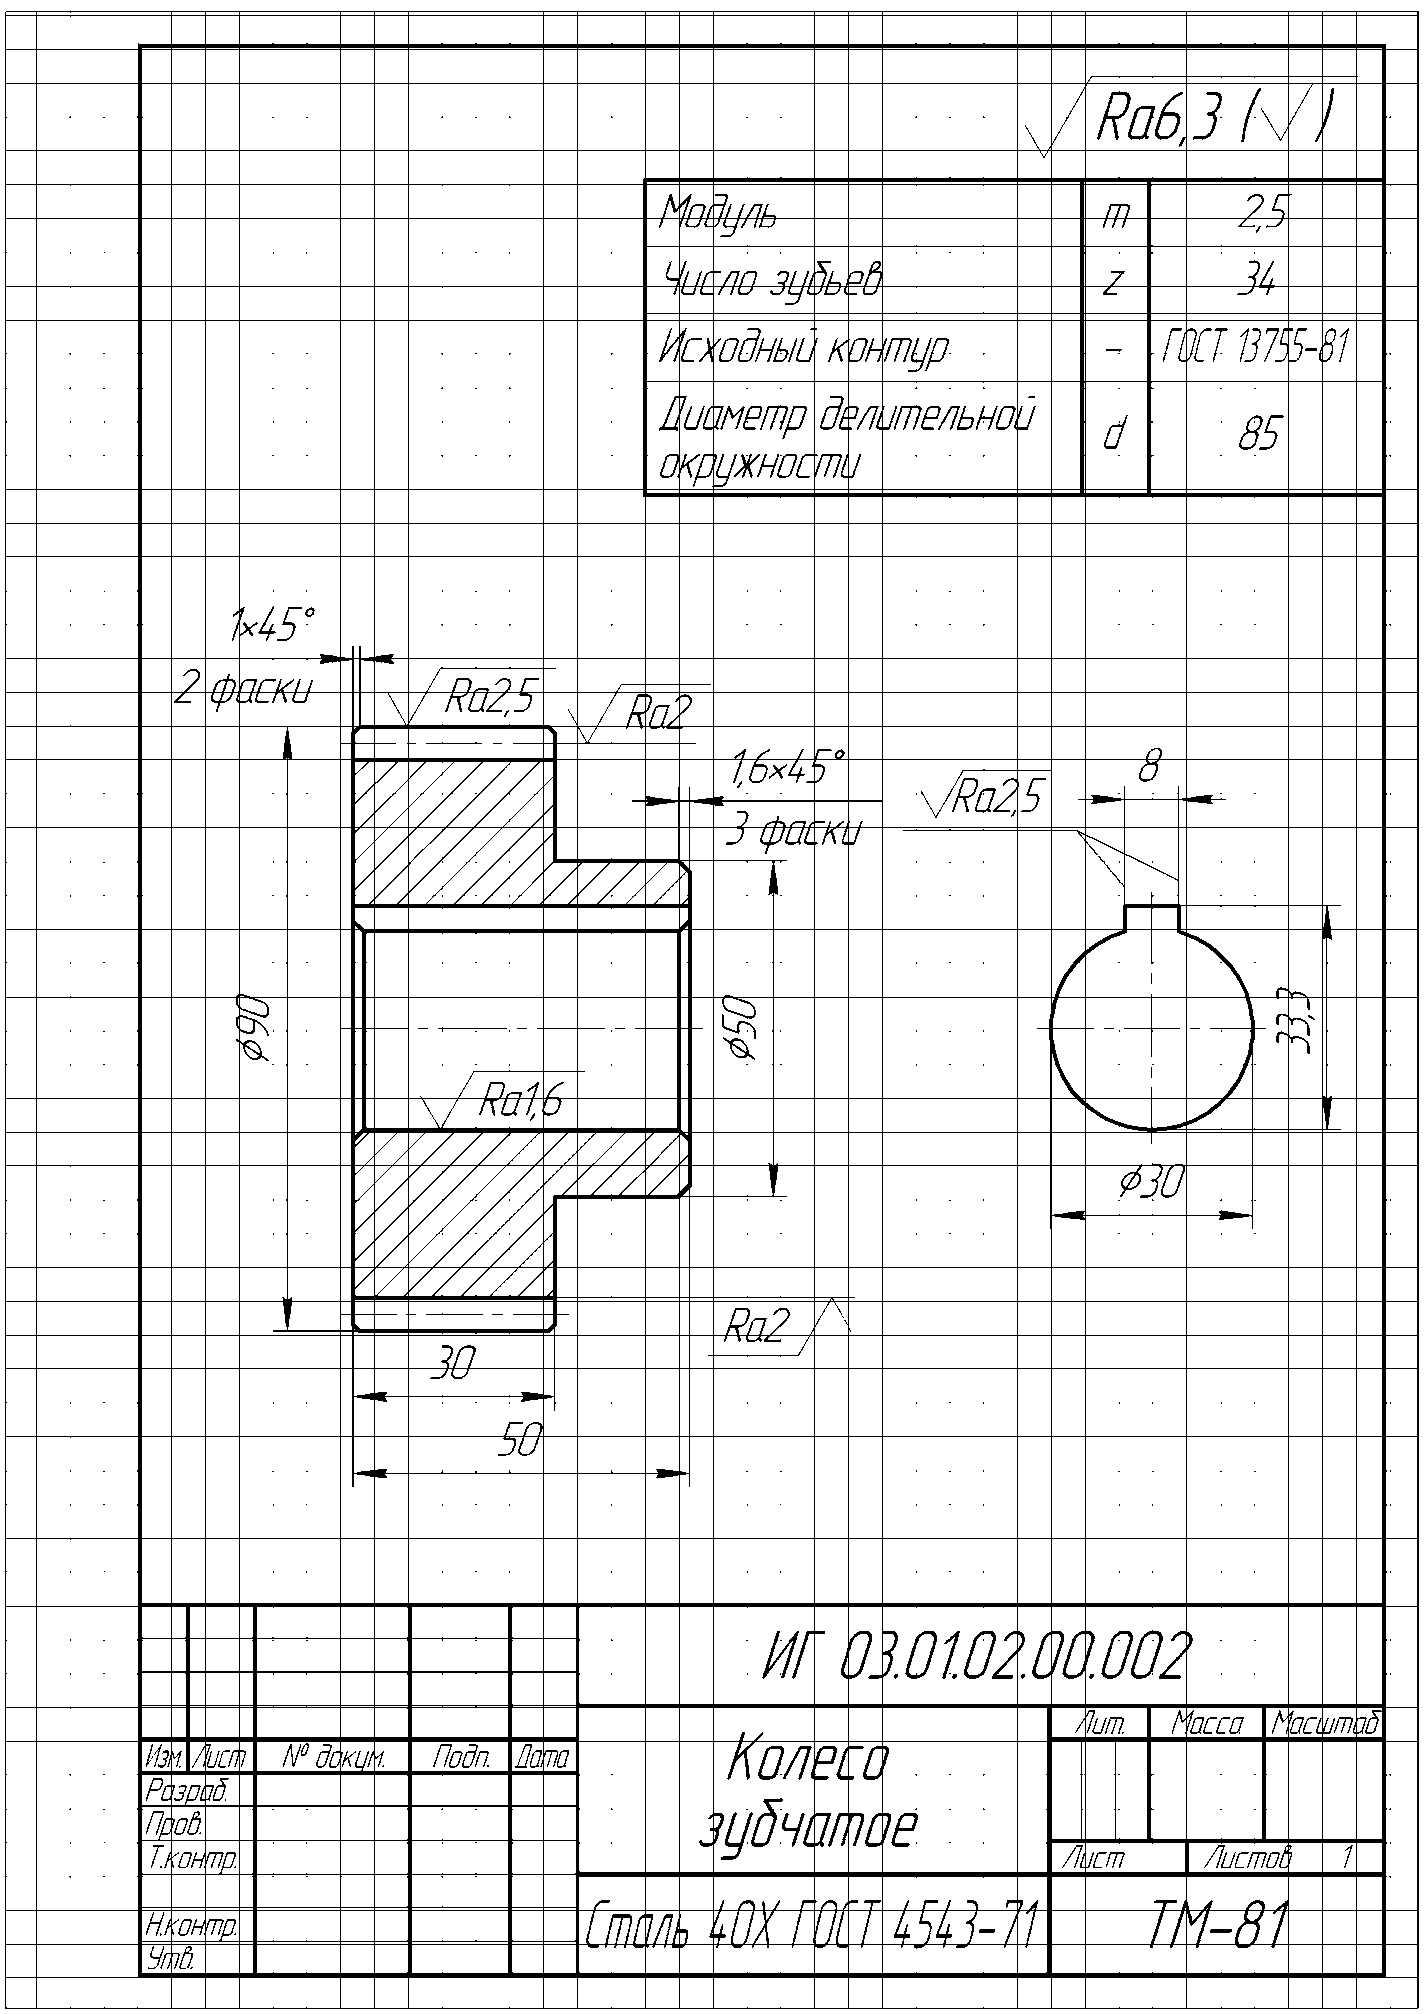 Ra6,3 (√)
Модуль m 2,5
Число зубьев z 34
Исходный контур – ГОСТ 13755-81
Диаметр делительной
окружности d 85
1×45°
2 фаски
Ra2,5
Ra2
1,6×45°
3 фаски
Ra2,5
8
⌀90
⌀50
33,3
Ra1,6
⌀30
Ra2
30
50
ИГ 03.01.02.00.002
Колесо
зубчатое
Лит. Масса Масштаб
Изм. Лист № докум. Подп. Дата
Разраб.
Пров.
Т.контр.
Лист Листов 1
Н.контр.
Утв.
Сталь 40Х ГОСТ 4543-71
ТМ-81